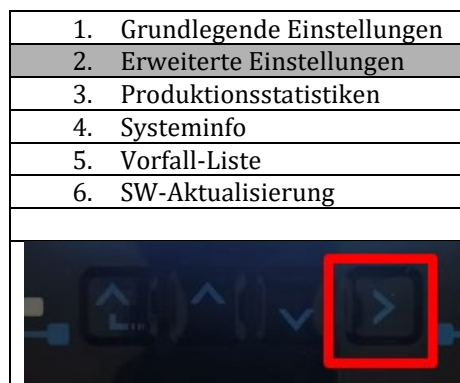 1. Grundlegende Einstellungen
2. Erweiterte Einstellungen
3. Produktionsstatistiken
4. Systeminfo
5. Vorfall-Liste
6. SW-Aktualisierung